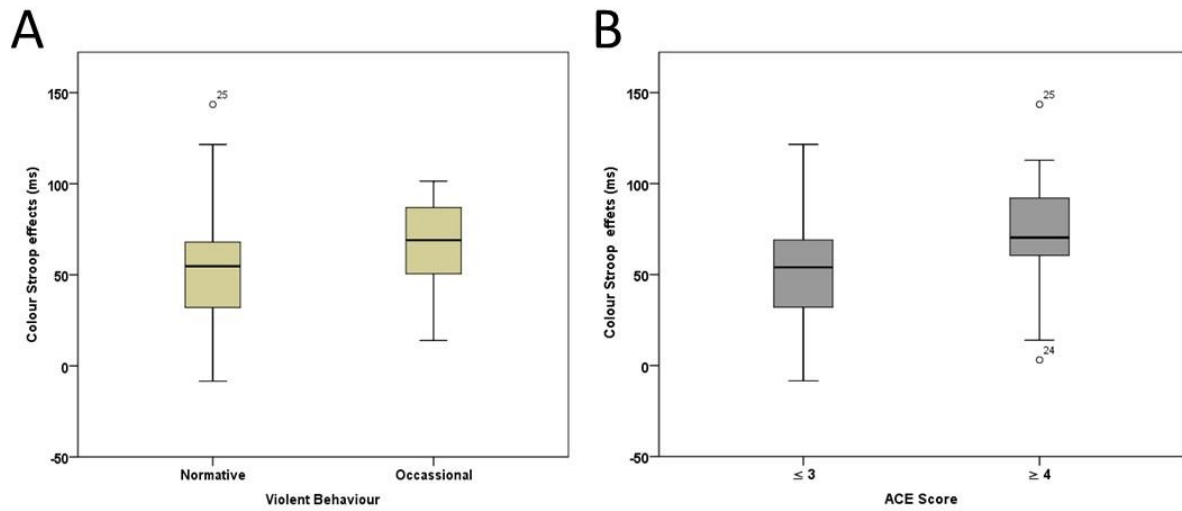 A
B
150
100
50
0
-50
Colour Stroop effects (ms)
25
Normative
Occassional
Violent Behaviour
150
100
50
0
-50
Colour Stroop effets (ms)
25
24
≤ 3
≥ 4
ACE Score